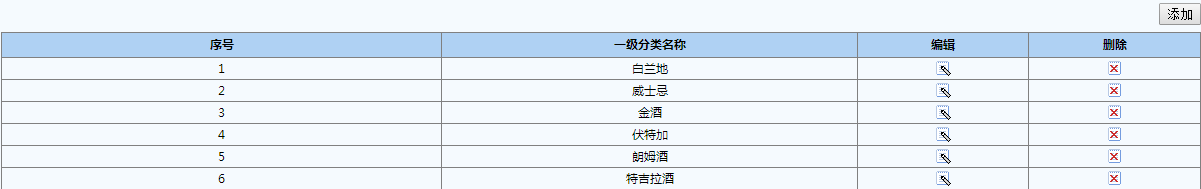 添加
序号 一级分类名称 编辑 删除
1 白兰地
2 威士忌
3 金酒
4 伏特加
5 朗姆酒
6 特吉拉酒